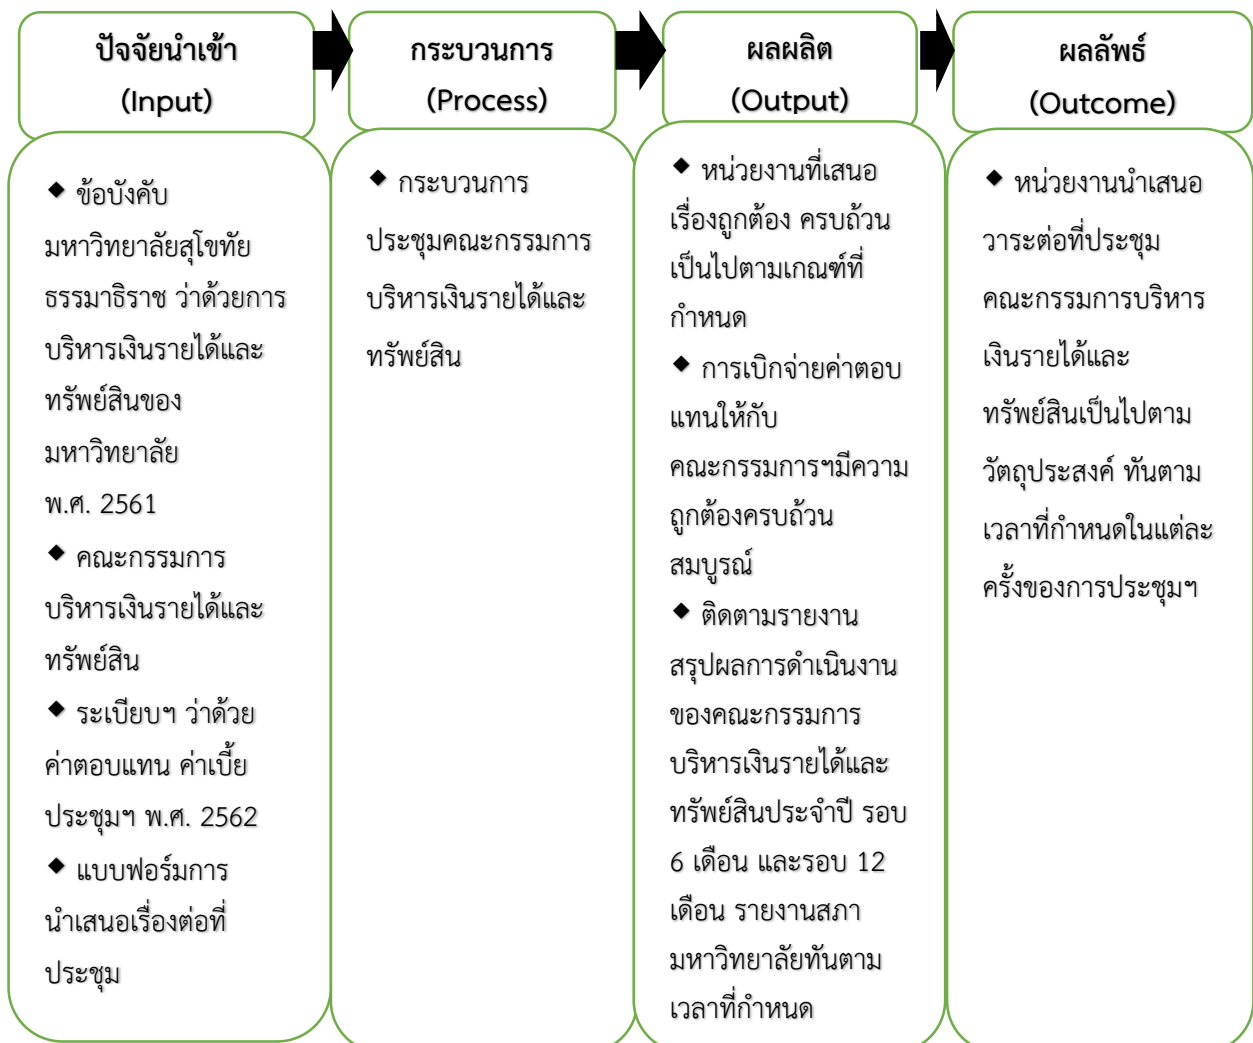 ปัจจัยนำเข้า
(Input)
กระบวนการ
(Process)
ผลผลิต
(Output)
ผลลัพธ์
(Outcome)
◆ ข้อบังคับ
มหาวิทยาลัยสุโขทัย
ธรรมาธิราช ว่าด้วยการ
บริหารเงินรายได้และ
ทรัพย์สินของ
มหาวิทยาลัย
พ.ศ. 2561
◆ คณะกรรมการ
บริหารเงินรายได้และ
ทรัพย์สิน
◆ ระเบียบฯ ว่าด้วย
ค่าตอบแทน ค่าเบี้ย
ประชุมฯ พ.ศ. 2562
◆ แบบฟอร์มการ
นำเสนอเรื่องต่อที่
ประชุม
◆ กระบวนการ
ประชุมคณะกรรมการ
บริหารเงินรายได้และ
ทรัพย์สิน
◆ หน่วยงานที่เสนอ
เรื่องถูกต้อง ครบถ้วน
เป็นไปตามเกณฑ์ที่
กำหนด
◆ การเบิกจ่ายค่าตอบ
แทนให้กับ
คณะกรรมการฯมีความ
ถูกต้องครบถ้วน
สมบูรณ์
◆ ติดตามรายงาน
สรุปผลการดำเนินงาน
ของคณะกรรมการ
บริหารเงินรายได้และ
ทรัพย์สินประจำปี รอบ
6 เดือน และรอบ 12
เดือน รายงานสภา
มหาวิทยาลัยทันตาม
เวลาที่กำหนด
◆ หน่วยงานนำเสนอ
วาระต่อที่ประชุม
คณะกรรมการบริหาร
เงินรายได้และ
ทรัพย์สินเป็นไปตาม
วัตถุประสงค์ ทันตาม
เวลาที่กำหนดในแต่ละ
ครั้งของการประชุมฯ